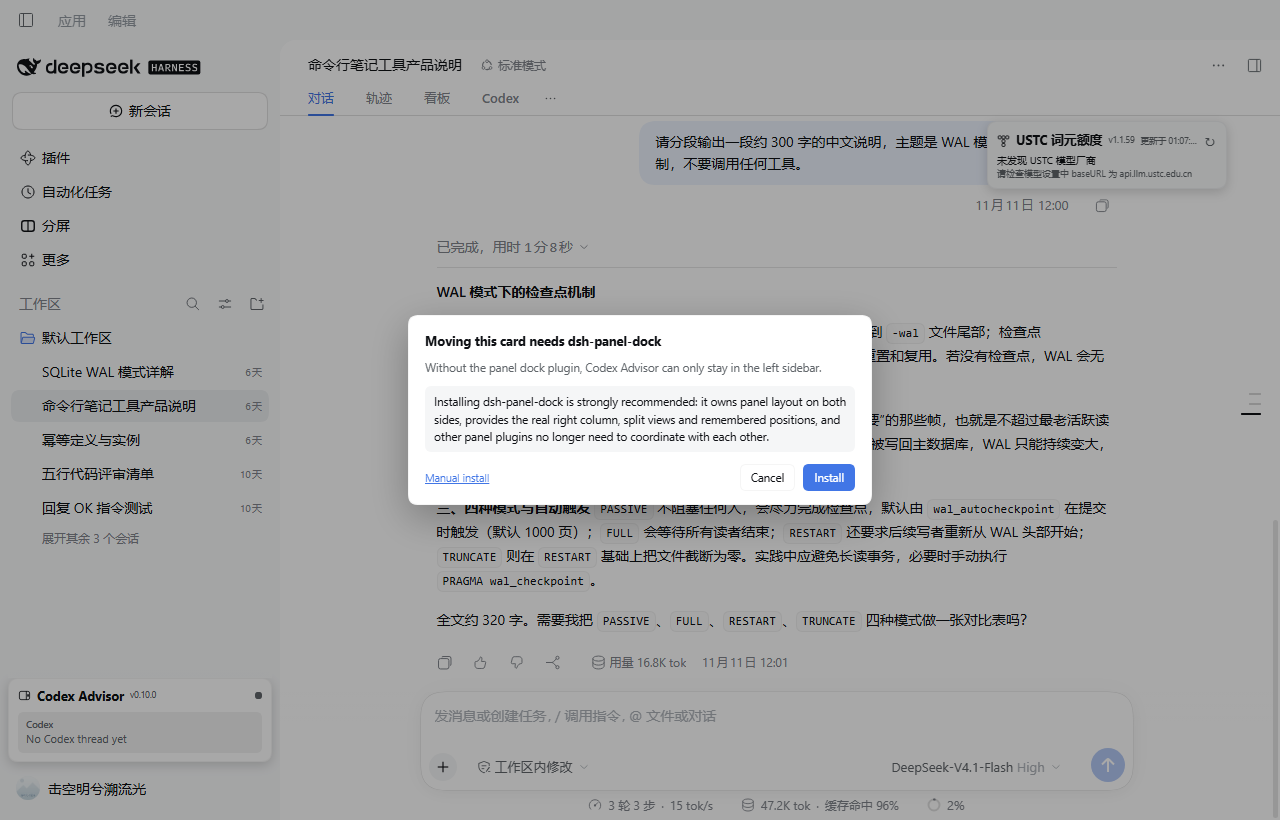 应用 编辑
deepseek HARNESS
新会话
插件
自动化任务
分屏
更多
工作区
默认工作区
SQLite WAL 模式详解 6天
命令行笔记工具产品说明 6天
幂等定义与实例 6天
五行代码评审清单 10天
回复 OK 指令测试 10天
展开其余 3 个会话
Codex Advisor v0.10.0
Codex
No Codex thread yet
击空明兮溯流光
命令行笔记工具产品说明 标准模式
对话 轨迹 看板 Codex ...
请分段输出一段约 300 字的中文说明，主题是 WAL 模
制，不要调用任何工具。
USTC 词元额度 v1.1.59 更新于 01:07:...
未发现 USTC 模型厂商
请检查模型设置中 baseURL 为 api.llm.ustc.edu.cn
11月11日 12:00
已完成，用时 1分8秒
WAL 模式下的检查点机制
到 -wal 文件尾部；检查点
重置和复用。若没有检查点，WAL 会无
要”的那些帧，也就是不超过最老活跃读
被写回主数据库，WAL 只能持续变大，
Moving this card needs dsh-panel-dock
Without the panel dock plugin, Codex Advisor can only stay in the left sidebar.
Installing dsh-panel-dock is strongly recommended: it owns panel layout on both
sides, provides the real right column, split views and remembered positions, and
other panel plugins no longer need to coordinate with each other.
Manual install Cancel Install
三、四种模式与自动触发 PASSIVE 不阻塞任何人，会尽力完成检查点，默认由 wal_autocheckpoint 在提交
时触发（默认 1000 页）； FULL 会等待所有读者结束； RESTART 还要求后续写者重新从 WAL 头部开始；
TRUNCATE 则在 RESTART 基础上把文件截断为零。实践中应避免长读事务，必要时手动执行
PRAGMA wal_checkpoint 。
全文约 320 字。需要我把 PASSIVE 、 FULL 、 RESTART 、 TRUNCATE 四种模式做一张对比表吗？
用量 16.8K tok 11月11日 12:01
发消息或创建任务, / 调用指令, @ 文件或对话
工作区内修改 DeepSeek-V4.1-Flash High
3 轮 3 步 · 15 tok/s 47.2K tok · 缓存命中 96% 2%